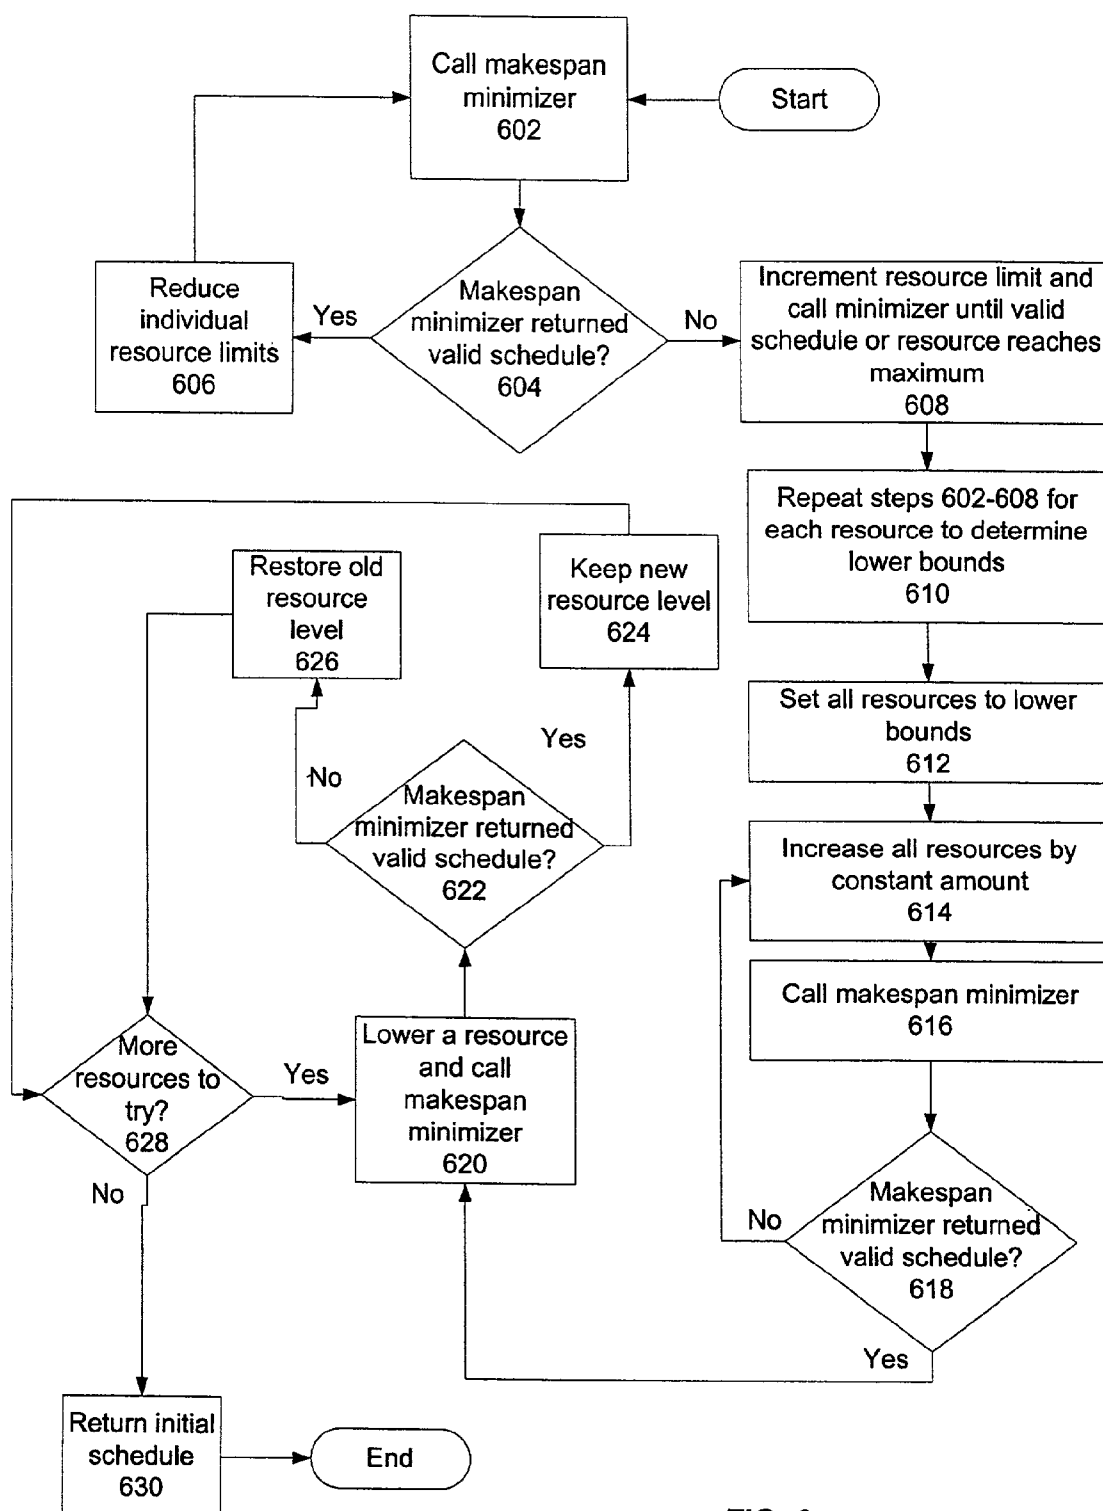 Call makespan
minimizer
602
Start
Reduce
individual
resource limits
606
Yes
Makespan
minimizer returned
valid schedule?
604
No
Increment resource limit and
call minimizer until valid
schedule or resource reaches
maximum
608
Repeat steps 602-608 for
each resource to determine
lower bounds
610
Restore old
resource
level
626
Keep new
resource level
624
Set all resources to lower
bounds
612
No
Yes
Makespan
minimizer returned
valid schedule?
622
Increase all resources by
constant amount
614
Call makespan minimizer
616
More
resources to
try?
628
Yes
Lower a resource
and call
makespan
minimizer
620
No
No
Makespan
minimizer returned
valid schedule?
618
Yes
Return initial
schedule
630
End